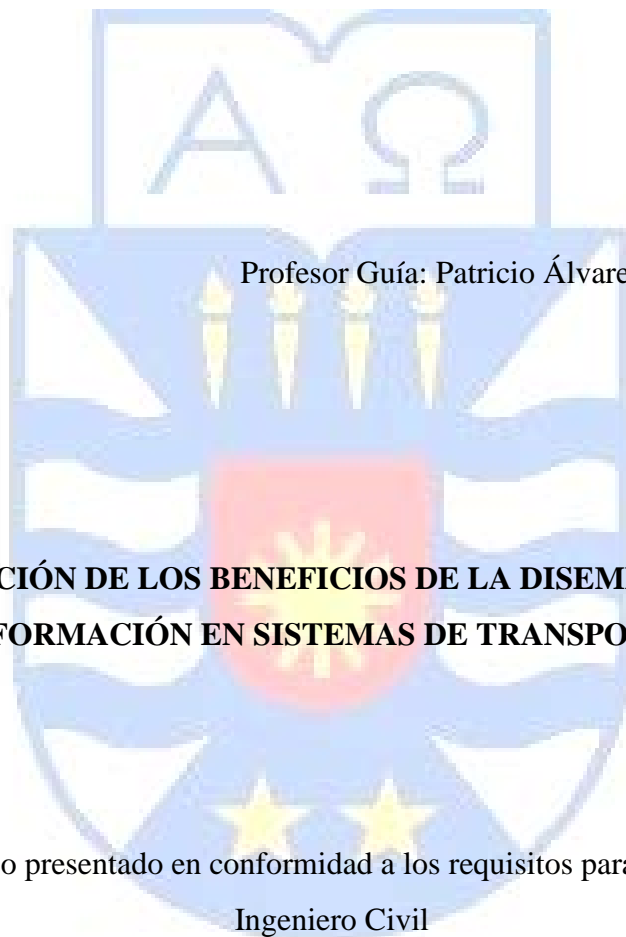 Α Ω
Profesor Guía: Patricio Álvare
CIÓN DE LOS BENEFICIOS DE LA DISEM
FORMACIÓN EN SISTEMAS DE TRANSPO
o presentado en conformidad a los requisitos para
Ingeniero Civil